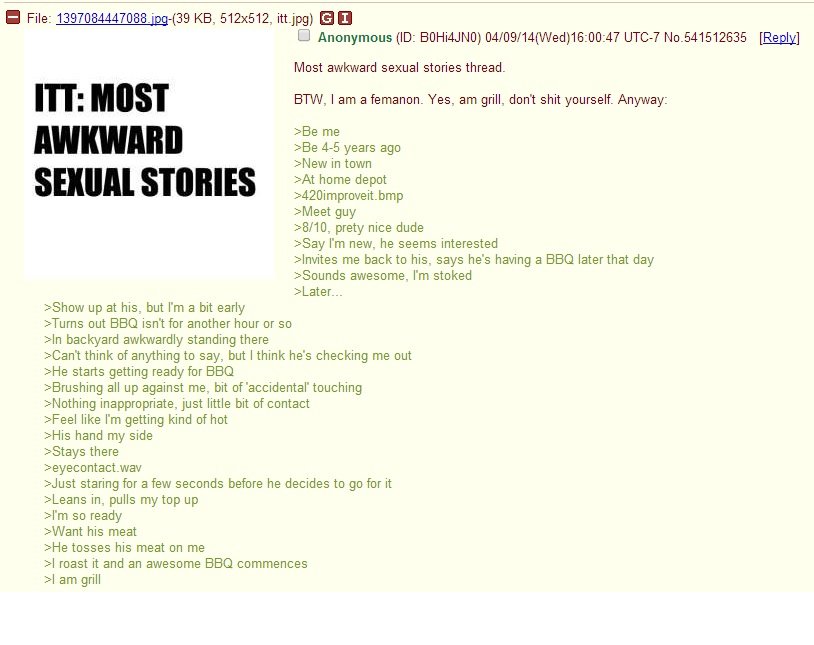 File: 1397084447088.jpg-(39 KB, 512x512, itt.jpg) G I
ITT: MOST
AWKWARD
SEXUAL STORIES
Anonymous (ID: B0Hi4JN0) 04/09/14(Wed)16:00:47 UTC-7 No.541512635 [Reply]
Most awkward sexual stories thread.
BTW, I am a femanon. Yes, am grill, don't shit yourself. Anyway:
>Be me
>Be 4-5 years ago
>New in town
>At home depot
>420improveit.bmp
>Meet guy
>8/10, prety nice dude
>Say I'm new, he seems interested
>Invites me back to his, says he's having a BBQ later that day
>Sounds awesome, I'm stoked
>Later...
>Show up at his, but I'm a bit early
>Turns out BBQ isn't for another hour or so
>In backyard awkwardly standing there
>Can't think of anything to say, but I think he's checking me out
>He starts getting ready for BBQ
>Brushing all up against me, bit of 'accidental' touching
>Nothing inappropriate, just little bit of contact
>Feel like I'm getting kind of hot
>His hand my side
>Stays there
>eyecontact.wav
>Just staring for a few seconds before he decides to go for it
>Leans in, pulls my top up
>I'm so ready
>Want his meat
>He tosses his meat on me
>I roast it and an awesome BBQ commences
>I am grill